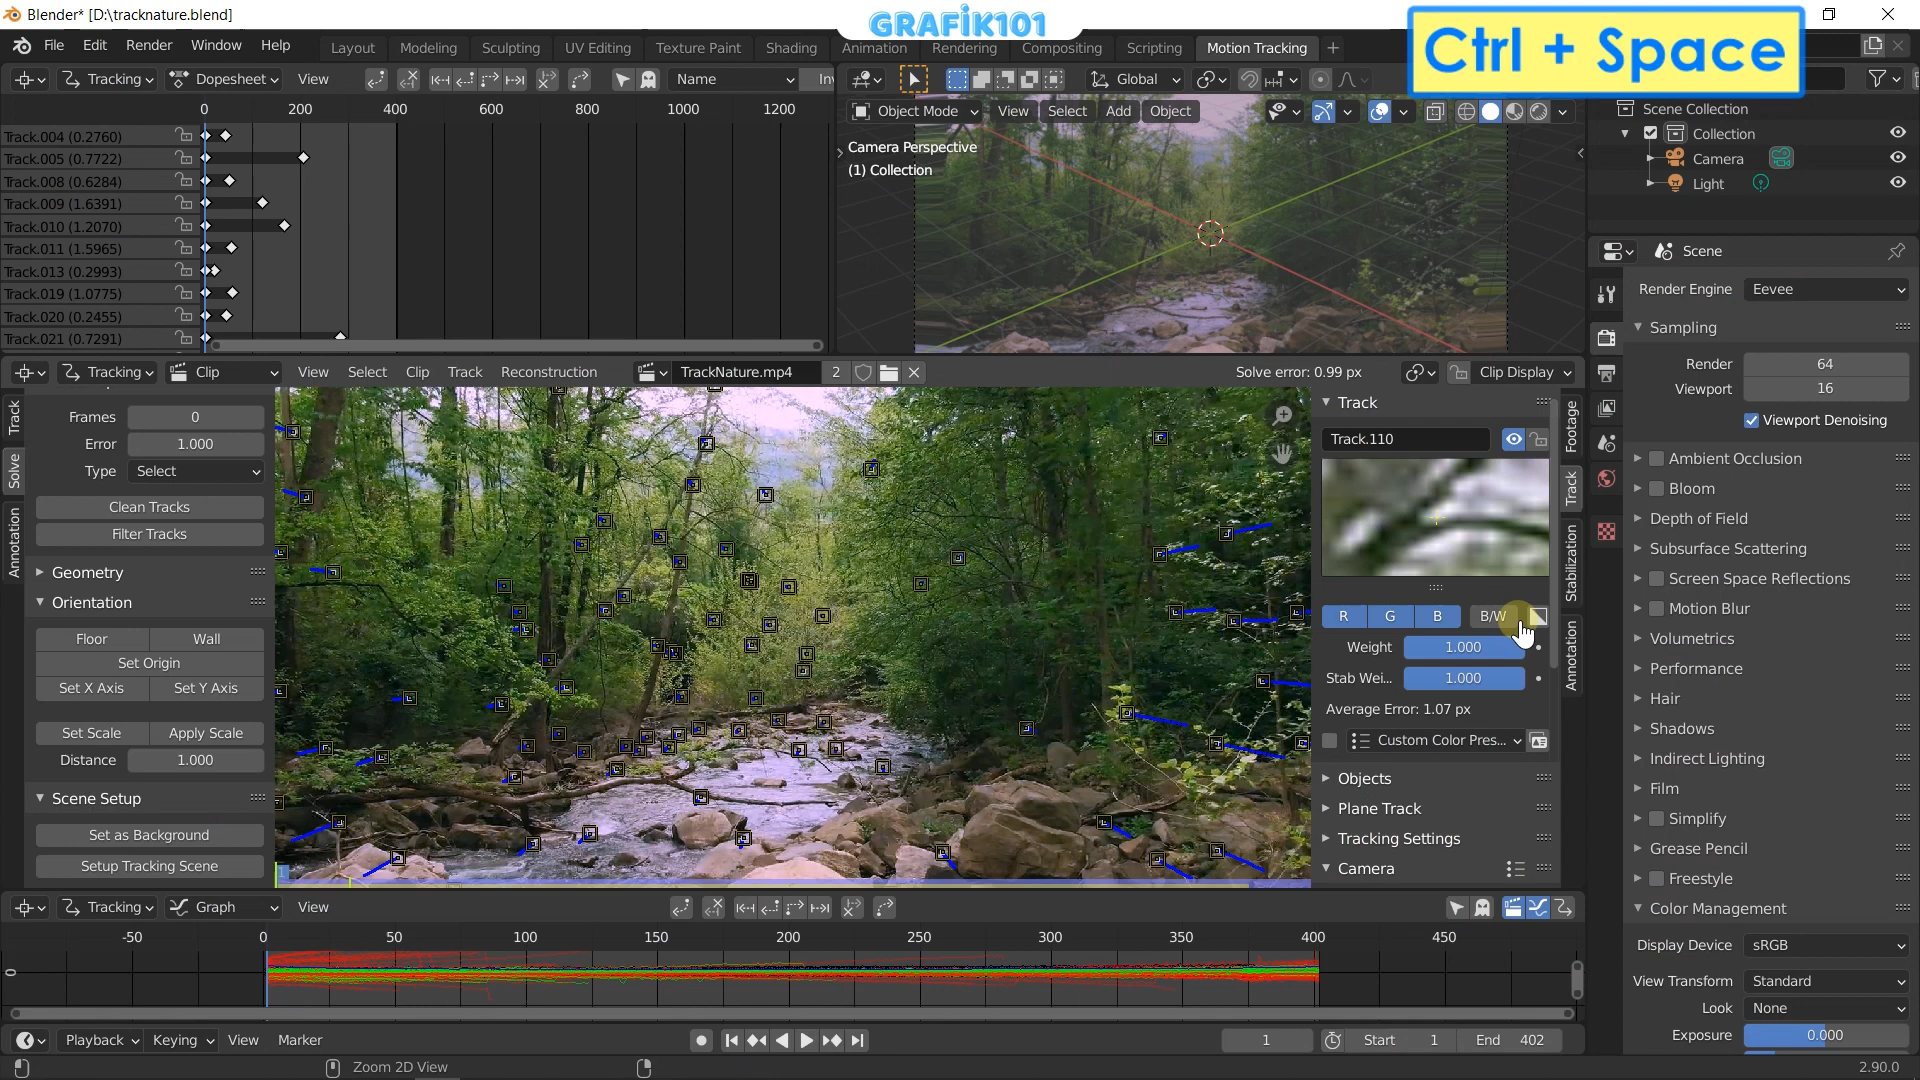 Blender* [D:\tracknature.blend]
GRAFİK101
Ctrl + Space
File Edit Render Window Help
Layout Modeling Sculpting UV Editing Texture Paint Shading Animation Rendering Compositing Scripting Motion Tracking +
Tracking Dopesheet View Name Inv
Global
0 200 400 600 800 1000 1200
Track.004 (0.2760)
Track.005 (0.7722)
Track.008 (0.6284)
Track.009 (1.6391)
Track.010 (1.2070)
Track.011 (1.5965)
Track.013 (0.2993)
Track.019 (1.0775)
Track.020 (0.2455)
Track.021 (0.7291)
Object Mode View Select Add Object
Camera Perspective
(1) Collection
Scene Collection
Collection
Camera
Light
Tracking Clip View Select Clip Track Reconstruction TrackNature.mp4 2 Solve error: 0.99 px Clip Display
Track
Solve
Annotation
Frames 0
Error 1.000
Type Select
Clean Tracks
Filter Tracks
Geometry
Orientation
Floor Wall
Set Origin
Set X Axis Set Y Axis
Set Scale Apply Scale
Distance 1.000
Scene Setup
Set as Background
Setup Tracking Scene
1
Track
Track.110
R G B B/W
Weight 1.000
Stab Wei... 1.000
Average Error: 1.07 px
Custom Color Pres...
Objects
Plane Track
Tracking Settings
Camera
Footage
Track
Stabilization
Annotation
Scene
Render Engine Eevee
Sampling
Render 64
Viewport 16
Viewport Denoising
Ambient Occlusion
Bloom
Depth of Field
Subsurface Scattering
Screen Space Reflections
Motion Blur
Volumetrics
Performance
Hair
Shadows
Indirect Lighting
Film
Simplify
Grease Pencil
Freestyle
Color Management
Display Device sRGB
View Transform Standard
Look None
Exposure 0.000
Tracking Graph View
-50 0 50 100 150 200 250 300 350 400 450
0
Playback Keying View Marker 1 Start 1 End 402
Zoom 2D View
2.90.0